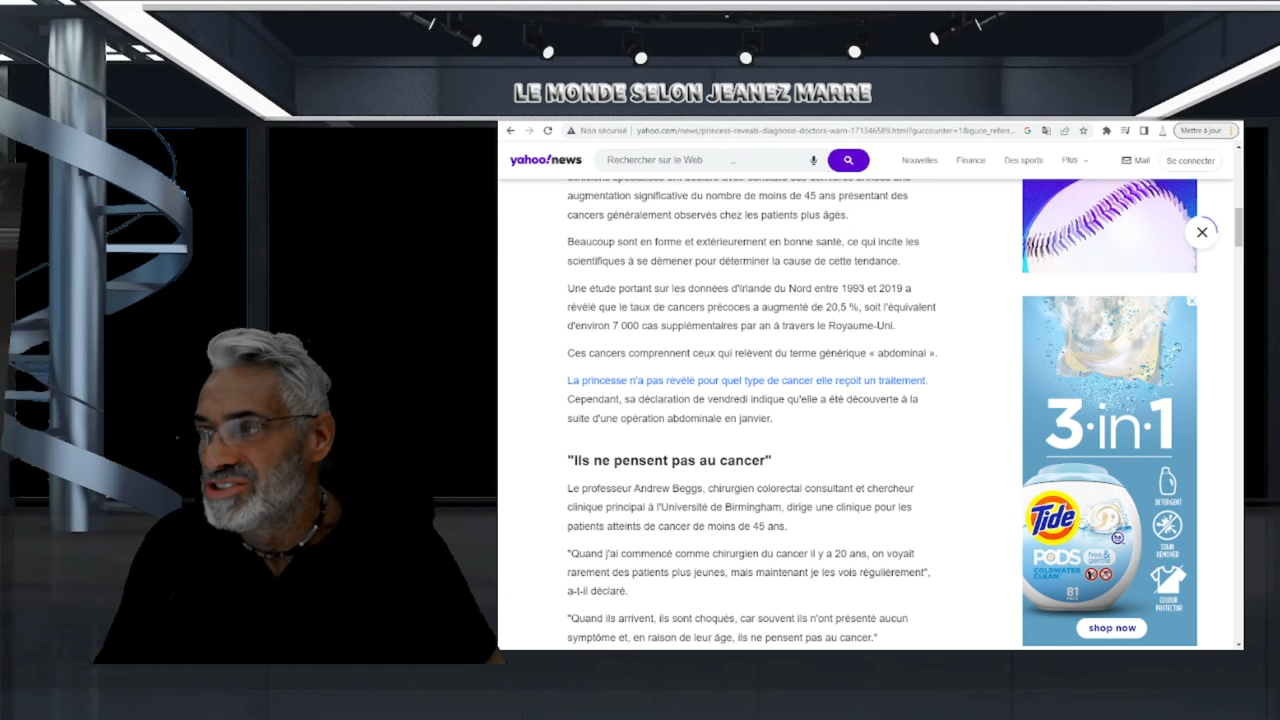 LE MONDE SELON JEANEZ MARRE
Non sécurisé | yahoo.com/news/princess-reveals-diagnosis-doctors-warn-171346589.html?guccounter=1&guce_referr...
Mettre à jour
yahoo!news
Rechercher sur le Web
Nouvelles
Finance
Des sports
Plus
Mail
Se connecter
augmentation significative du nombre de moins de 45 ans présentant des
cancers généralement observés chez les patients plus âgés.
Beaucoup sont en forme et extérieurement en bonne santé, ce qui incite les
scientifiques à se démener pour déterminer la cause de cette tendance.
Une étude portant sur les données d'Irlande du Nord entre 1993 et 2019 a
révélé que le taux de cancers précoces a augmenté de 20,5 %, soit l'équivalent
d'environ 7 000 cas supplémentaires par an à travers le Royaume-Uni.
Ces cancers comprennent ceux qui relèvent du terme générique « abdominal ».
La princesse n'a pas révélé pour quel type de cancer elle reçoit un traitement.
Cependant, sa déclaration de vendredi indique qu'elle a été découverte à la
suite d'une opération abdominale en janvier.
"Ils ne pensent pas au cancer"
Le professeur Andrew Beggs, chirurgien colorectal consultant et chercheur
clinique principal à l'Université de Birmingham, dirige une clinique pour les
patients atteints de cancer de moins de 45 ans.
"Quand j'ai commencé comme chirurgien du cancer il y a 20 ans, on voyait
rarement des patients plus jeunes, mais maintenant je les vois régulièrement",
a-t-il déclaré.
"Quand ils arrivent, ils sont choqués, car souvent ils n'ont présenté aucun
symptôme et, en raison de leur âge, ils ne pensent pas au cancer."
3·in·1
Tide
PODS
free &
gentle
COLDWATER
CLEAN
81
DETERGENT
STAIN
REMOVER
COLOUR
PROTECTOR
shop now